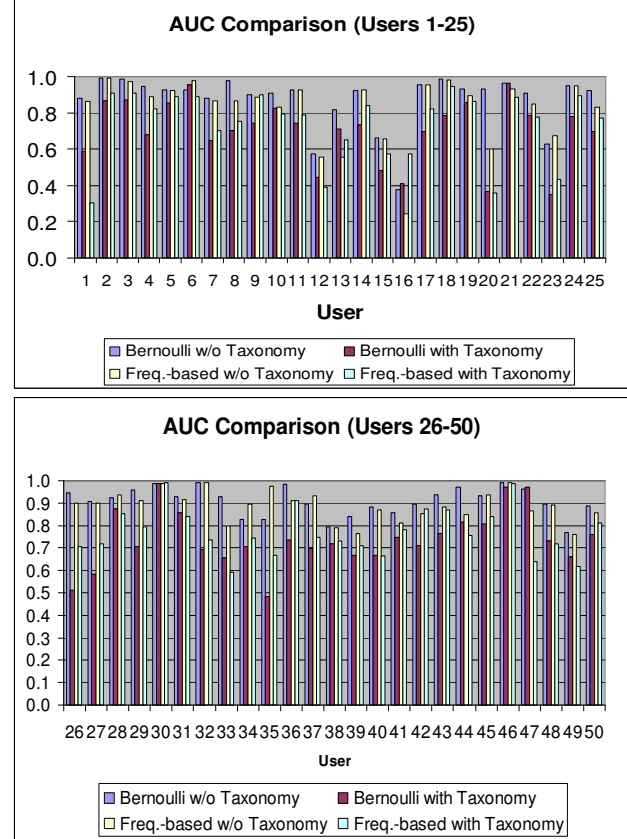 AUC Comparison (Users 1-25)
1.0
0.8
0.6
0.4
0.2
0.0
1 2 3 4 5 6 7 8 9 10 11 12 13 14 15 16 17 18 19 20 21 22 23 24 25
User
Bernoulli w/o Taxonomy Bernoulli with Taxonomy
Freq.-based w/o Taxonomy Freq.-based with Taxonomy
AUC Comparison (Users 26-50)
1.0
0.9
0.8
0.7
0.6
0.5
0.4
0.3
0.2
0.1
0.0
26 27 28 29 30 31 32 33 34 35 36 37 38 39 40 41 42 43 44 45 46 47 48 49 50
User
Bernoulli w/o Taxonomy Bernoulli with Taxonomy
Freq.-based w/o Taxonomy Freq.-based with Taxonomy